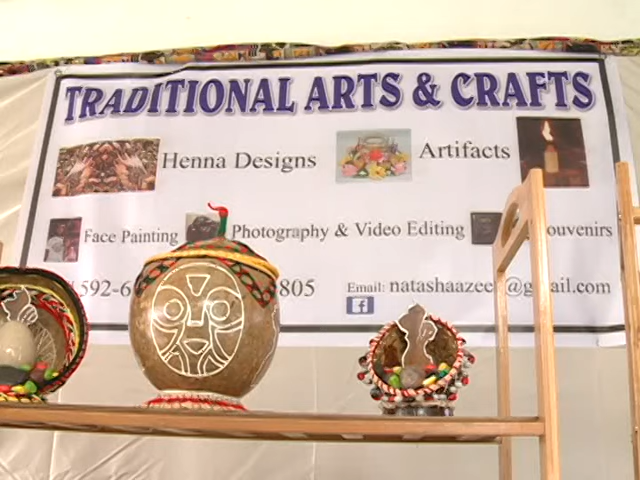 TRADITIONAL ARTS & CRAFTS
Henna Designs Artifacts
Face Painting Photography & Video Editing
Email: